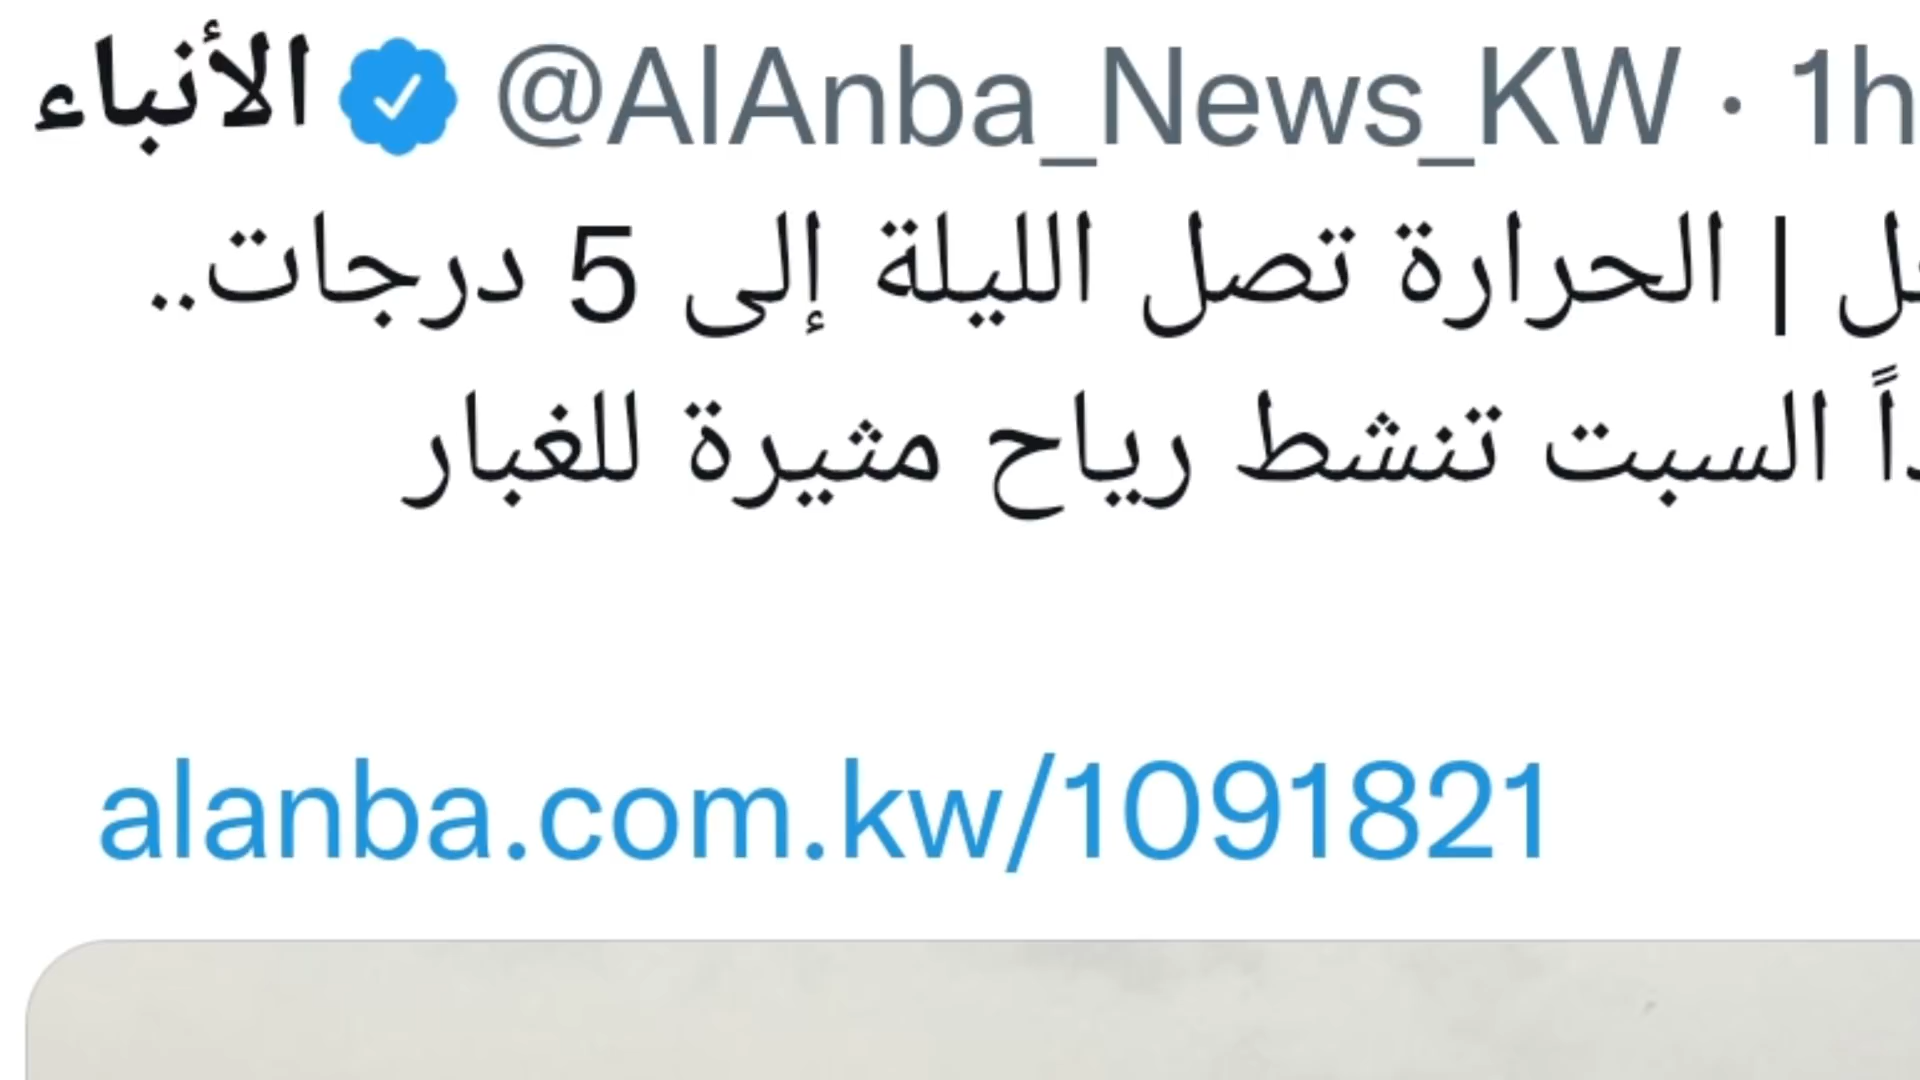 الأنباء @AlAnba_News_KW · 1h
| الحرارة تصل الليلة إلى 5 درجات..
السبت تنشط رياح مثيرة للغبار
alanba.com.kw/1091821